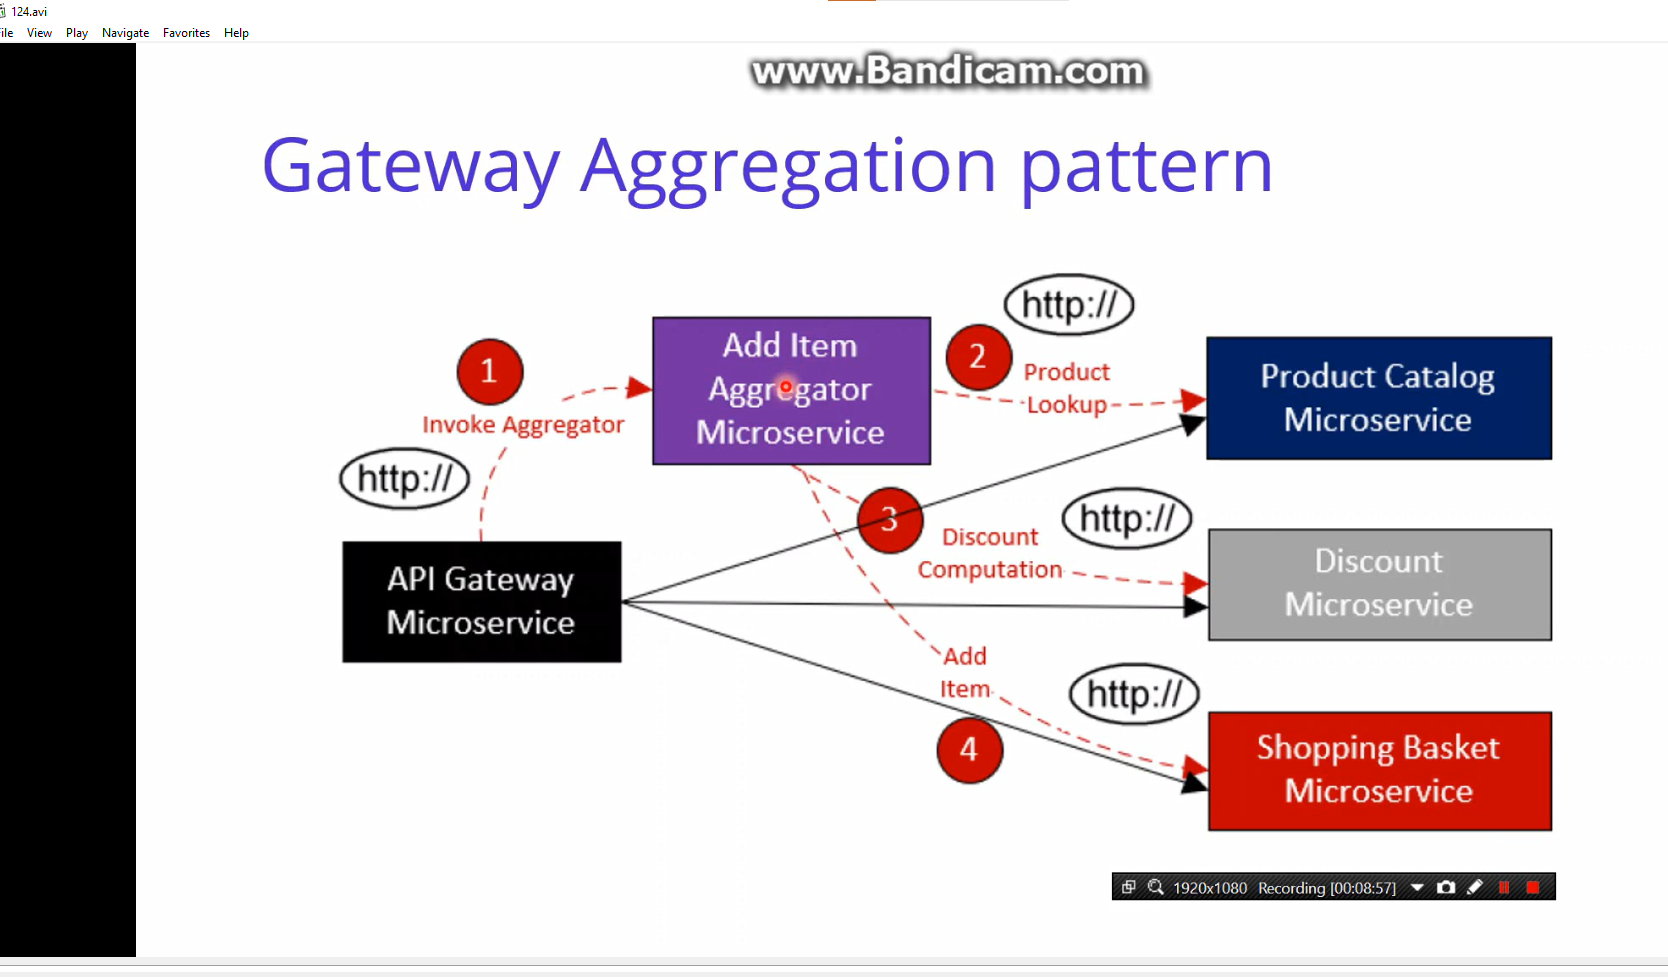 124.avi
ile View Play Navigate Favorites Help
www.Bandicam.com
Gateway Aggregation pattern
http://
Add Item
Aggregator
Microservice
1
2
Product
Lookup
Product Catalog
Microservice
Invoke Aggregator
http://
3
Discount
Computation
http://
Discount
Microservice
API Gateway
Microservice
Add
Item
http://
4
Shopping Basket
Microservice
1920x1080 Recording [00:08:57]